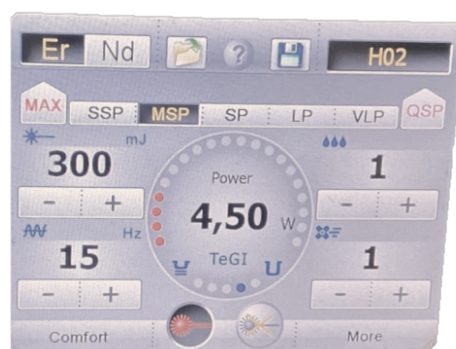 Er Nd ? H02
MAX SSP MSP SP LP VLP QSP
mJ
300 Power 1
- + 4,50 W - +
Hz
15 TeGI 1
- + - +
Comfort More